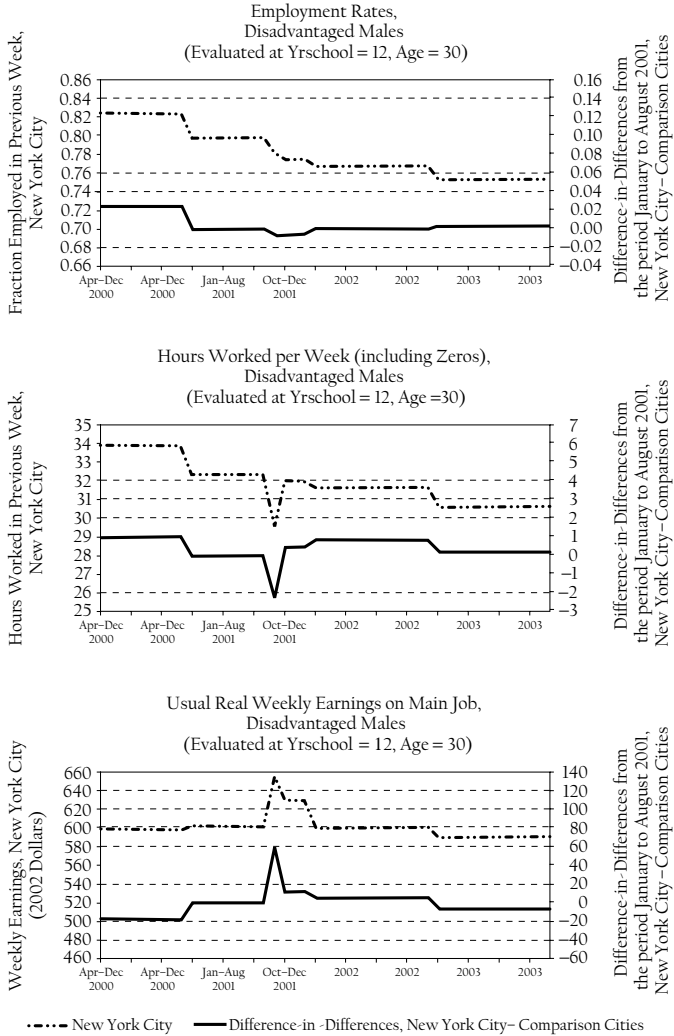 Employment Rates,
Disadvantaged Males
(Evaluated at Yrschool = 12, Age = 30)
Fraction Employed in Previous Week,
New York City
0.86
0.84
0.82
0.80
0.78
0.76
0.74
0.72
0.70
0.68
0.66
0.16
0.14
0.12
0.10
0.08
0.06
0.04
0.02
0.00
–0.02
–0.04
Difference-in-Differences from
the period January to August 2001,
New York City–Comparison Cities
Apr–Dec Apr–Dec Jan–Aug Oct–Dec 2002 2002 2003 2003
2000 2000 2001 2001
Hours Worked per Week (including Zeros),
Disadvantaged Males
(Evaluated at Yrschool = 12, Age =30)
Hours Worked in Previous Week,
New York City
35
34
33
32
31
30
29
28
27
26
25
7
6
5
4
3
2
1
0
–1
–2
–3
Difference-in-Differences from
the period January to August 2001,
New York City–Comparison Cities
Apr–Dec Apr–Dec Jan–Aug Oct–Dec 2002 2002 2003 2003
2000 2000 2001 2001
Usual Real Weekly Earnings on Main Job,
Disadvantaged Males
(Evaluated at Yrschool = 12, Age = 30)
Weekly Earnings, New York City
(2002 Dollars)
660
640
620
600
580
560
540
520
500
480
460
140
120
100
80
60
40
20
0
–20
–40
–60
Difference-in-Differences from
the period January to August 2001,
New York City–Comparison Cities
Apr–Dec Apr–Dec Jan–Aug Oct–Dec 2002 2002 2003 2003
2000 2000 2001 2001
New York City Difference-in -Differences, New York City– Comparison Cities